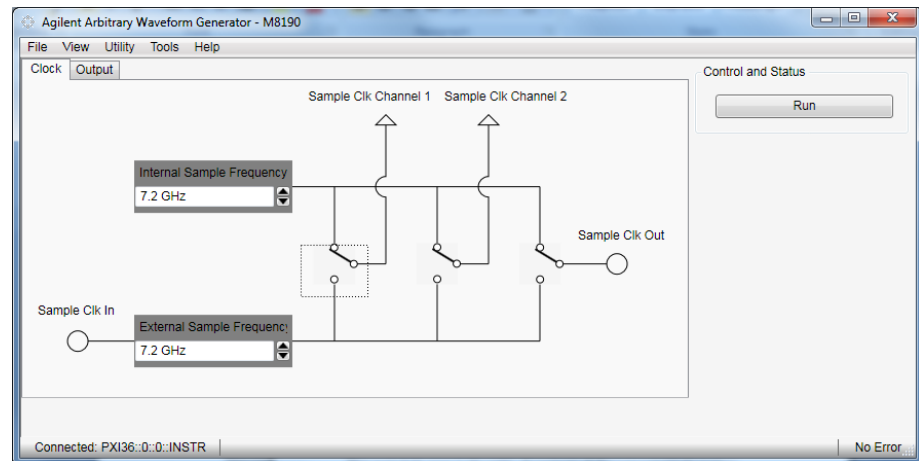 Agilent Arbitrary Waveform Generator - M8190
File View Utility Tools Help
Clock Output
Control and Status
Run
Sample Clk Channel 1 Sample Clk Channel 2
Internal Sample Frequency
7.2 GHz
Sample Clk Out
Sample Clk In
External Sample Frequency
7.2 GHz
Connected: PXI36::0::0::INSTR
No Error